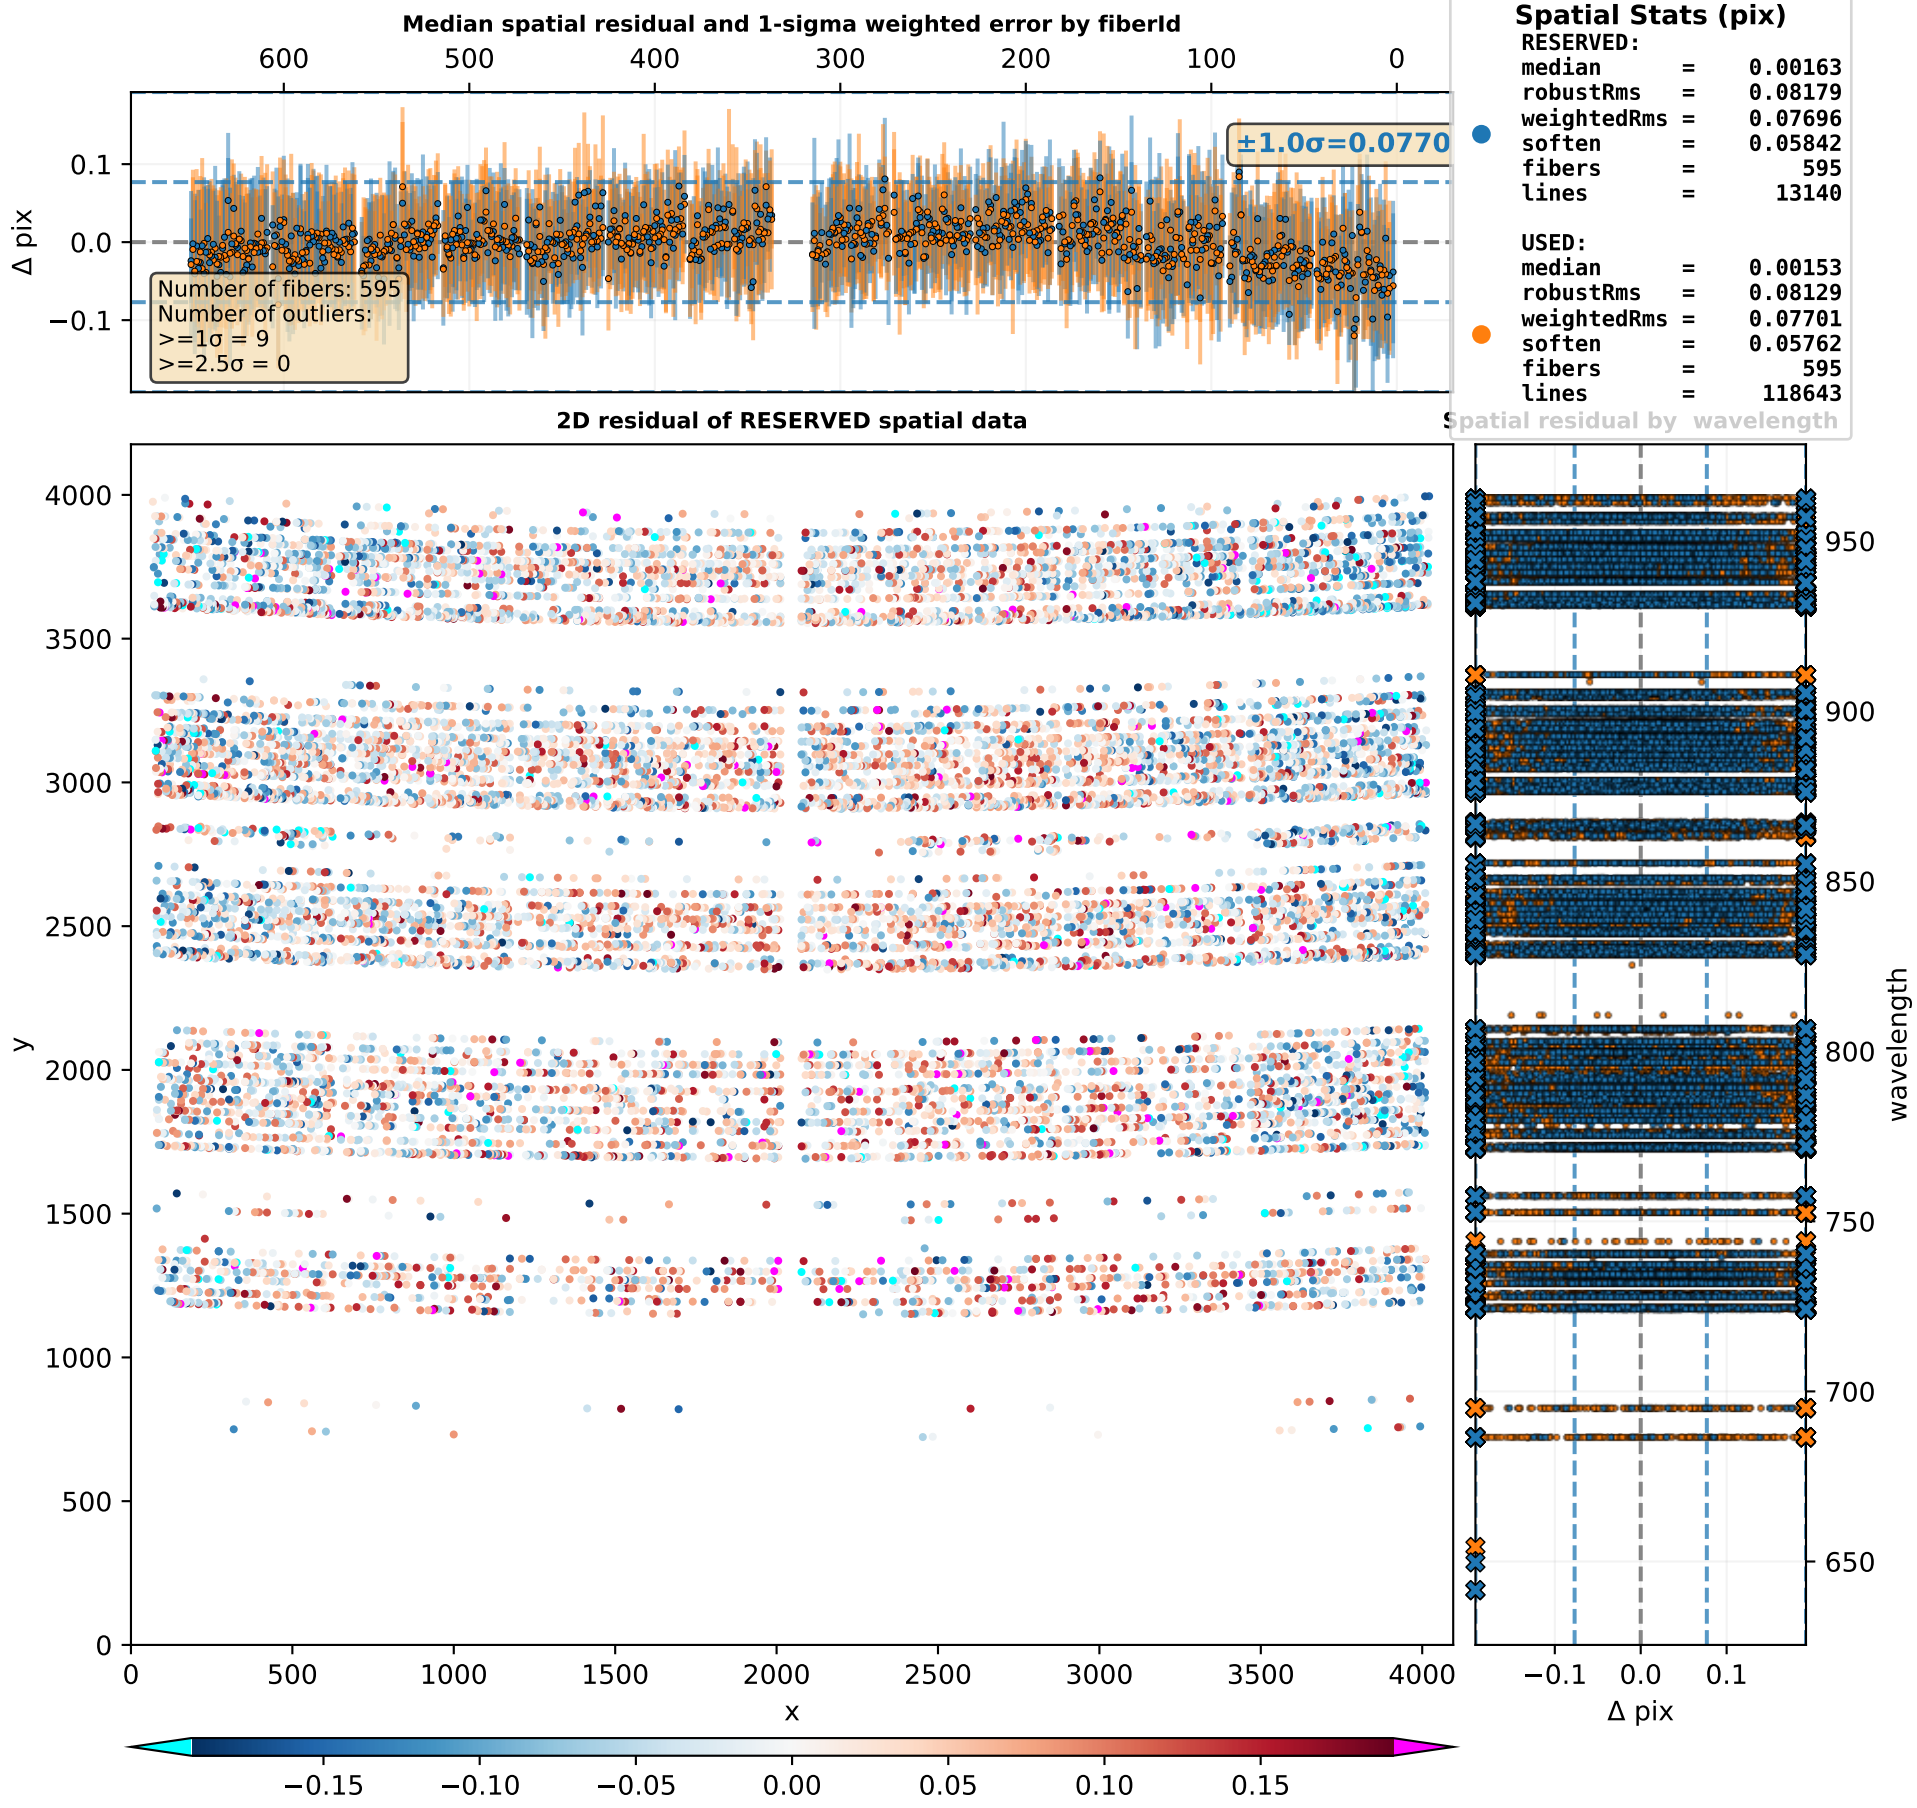 Median spatial residual and 1-sigma weighted error by fiberId
600 500 400 300 200 100 0
0.1
0.0
−0.1
Δ pix
±1.0σ=0.0770
Number of fibers: 595
Number of outliers:
>=1σ = 9
>=2.5σ = 0
Spatial Stats (pix)
RESERVED:
median = 0.00163
robustRms = 0.08179
weightedRms = 0.07696
soften = 0.05842
fibers = 595
lines = 13140
USED:
median = 0.00153
robustRms = 0.08129
weightedRms = 0.07701
soften = 0.05762
fibers = 595
lines = 118643
2D residual of RESERVED spatial data
4000
3500
3000
2500
2000
1500
1000
500
0
y
0 500 1000 1500 2000 2500 3000 3500 4000
x
Spatial residual by wavelength
950
900
850
800
750
700
650
wavelength
−0.1 0.0 0.1
Δ pix
−0.15 −0.10 −0.05 0.00 0.05 0.10 0.15